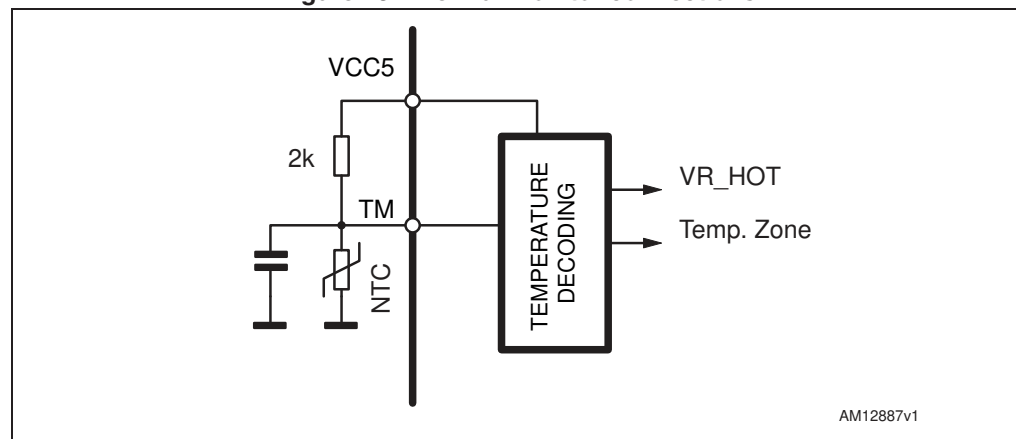 VCC5
2k
TM
NTC
TEMPERATURE
DECODING
VR_HOT
Temp. Zone
AM12887v1